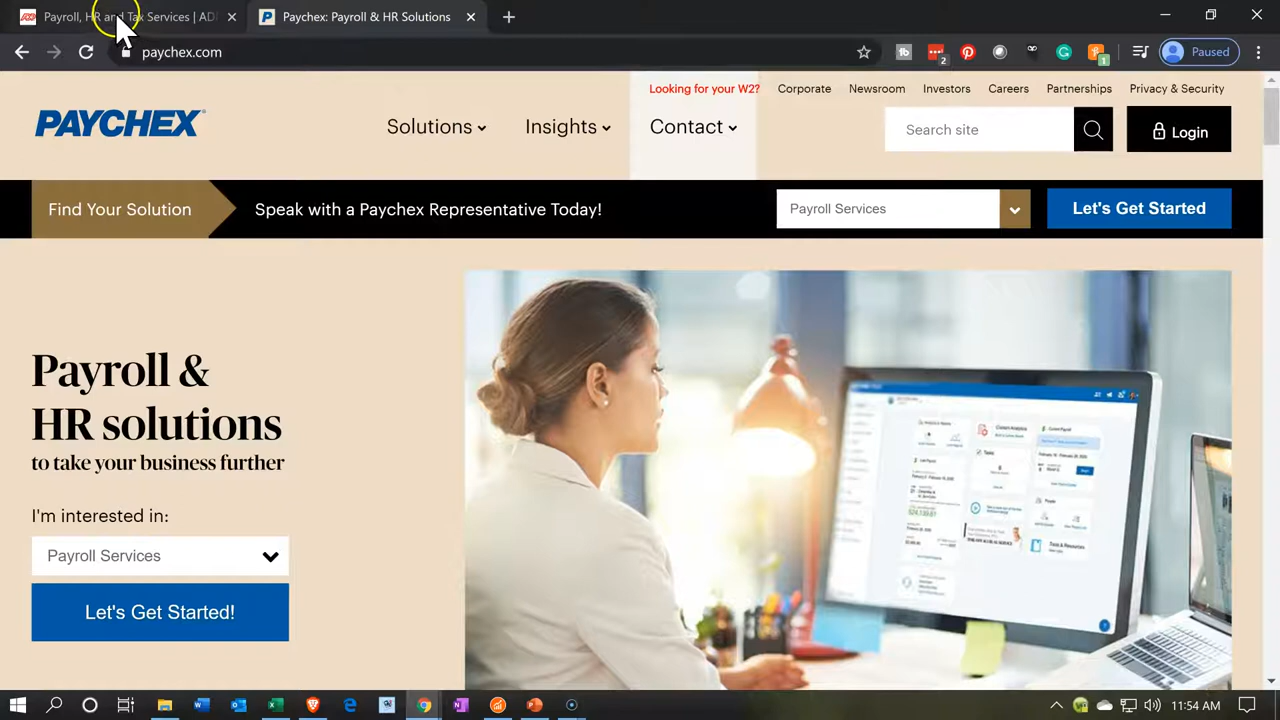 Payroll, HR and Tax Services | AD
Paychex: Payroll & HR Solutions
paychex.com
2
1
Paused
Looking for your W2?
Corporate
Newsroom
Investors
Careers
Partnerships
Privacy & Security
PAYCHEX
Solutions
Insights
Contact
Search site
Login
Find Your Solution
Speak with a Paychex Representative Today!
Payroll Services
Let's Get Started
Payroll &
HR solutions
to take your business further
I'm interested in:
Payroll Services
Let's Get Started!
11:54 AM